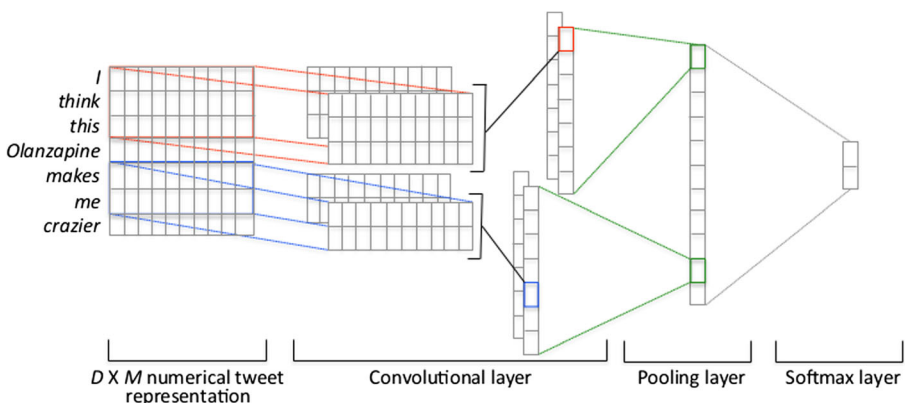 I
think
this
Olanzapine
makes
me
crazier
D X M numerical tweet
representation
Convolutional layer
Pooling layer
Softmax layer